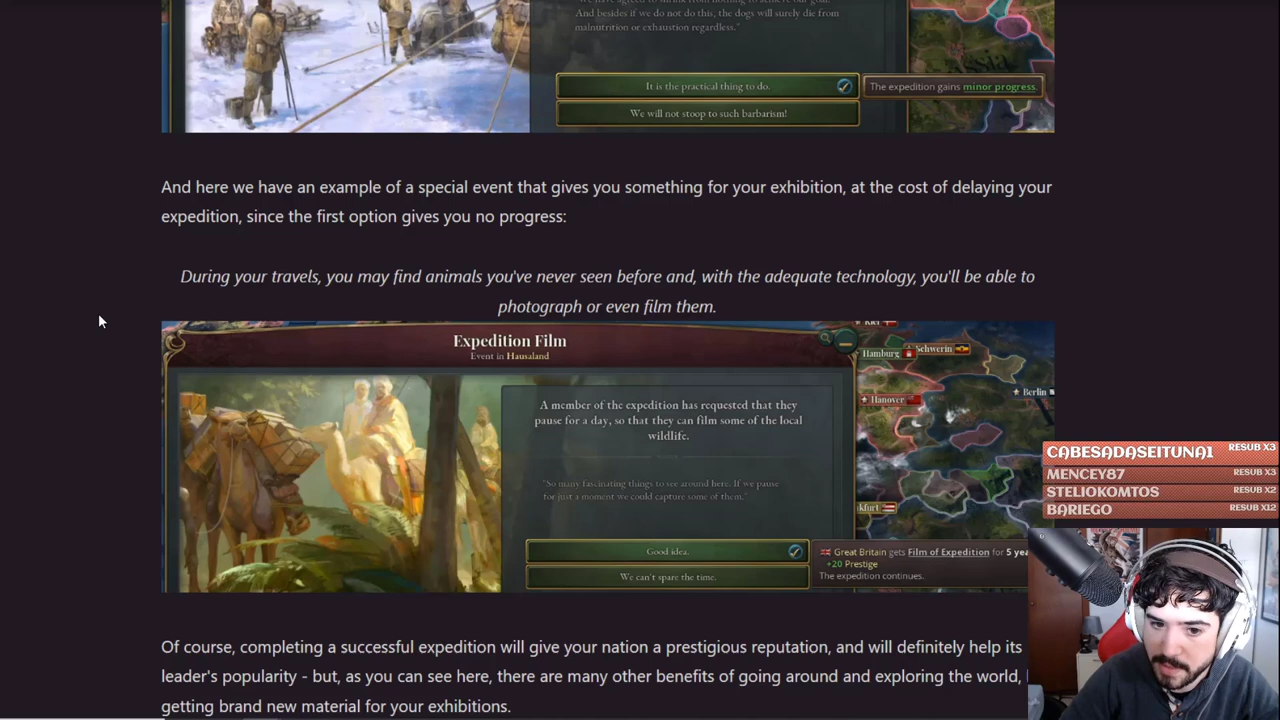 "We have agreed to shrink from nothing to achieve our goal.
And besides if we do not do this, the dogs will surely die from
malnutrition or exhaustion regardless."
It is the practical thing to do.
The expedition gains minor progress.
We will not stoop to such barbarism!
And here we have an example of a special event that gives you something for your exhibition, at the cost of delaying your
expedition, since the first option gives you no progress:
During your travels, you may find animals you've never seen before and, with the adequate technology, you'll be able to
photograph or even film them.
Expedition Film
Event in Hausaland
Kiel
Hamburg
Schwerin
Berlin
Hanover
A member of the expedition has requested that they
pause for a day, so that they can film some of the local
wildlife.
"So many fascinating things to see around here. If we pause
for just a moment we could capture some of them."
nkfurt
Good idea.
We can't spare the time.
Great Britain gets Film of Expedition for 5 yea
+20 Prestige
The expedition continues.
CABESADASEITUNA1 RESUB X3
MENCEY87 RESUB X3
STELIOKOMTOS RESUB X2
BARIEGO RESUB X12
Of course, completing a successful expedition will give your nation a prestigious reputation, and will definitely help its
leader's popularity - but, as you can see here, there are many other benefits of going around and exploring the world,
getting brand new material for your exhibitions.